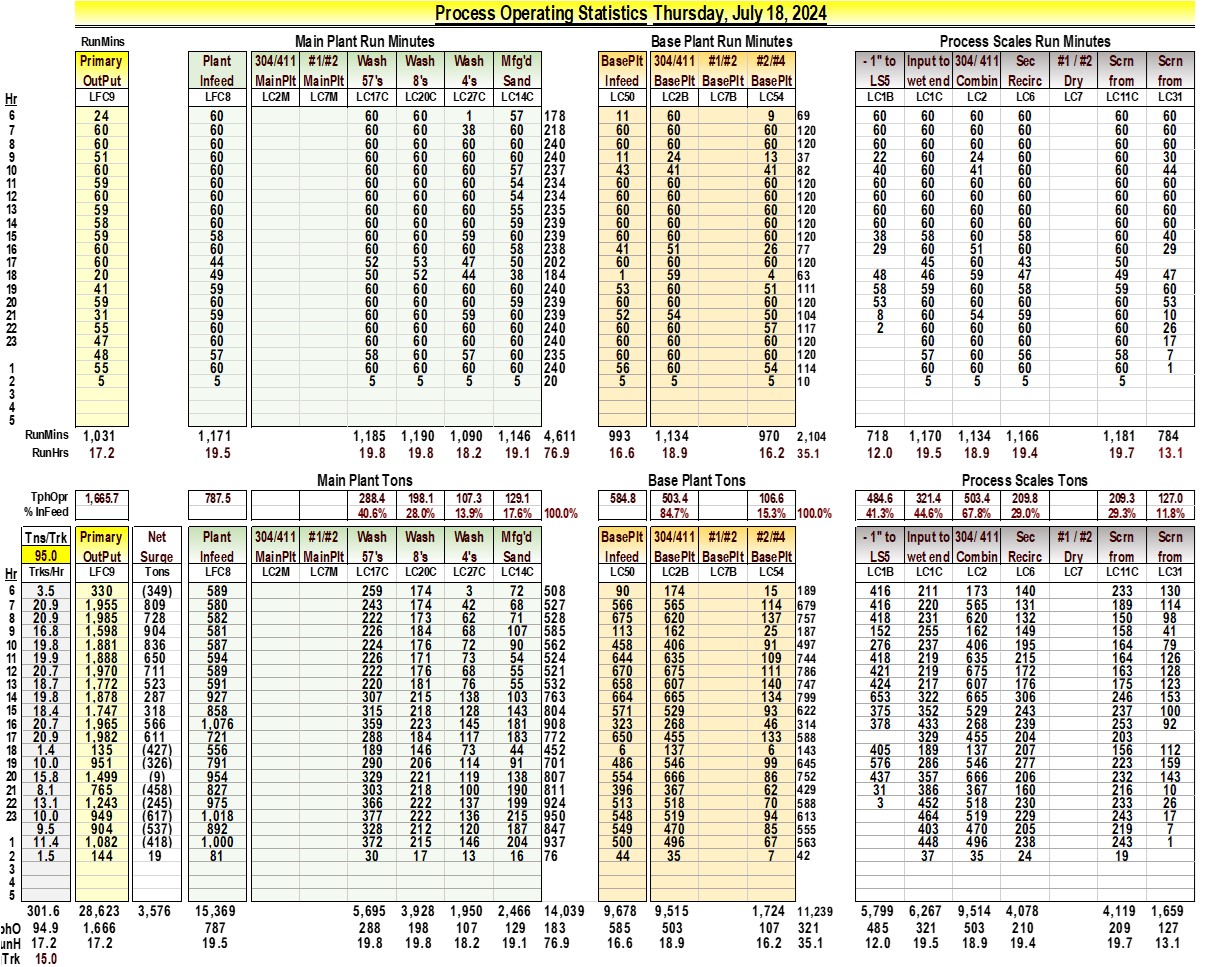 Process Operating Statistics Thursday, July 18, 2024
RunMins Main Plant Run Minutes Base Plant Run Minutes Process Scales Run Minutes
Primary Plant 304/411 #1/#2 Wash Wash Wash Mfg'd BasePlt 304/411 #1/#2 #2/#4 - 1" to Input to 304/ 411 Sec #1 / #2 Scrn Scrn
OutPut Infeed MainPlt MainPlt 57's 8's 4's Sand Infeed BasePlt BasePlt BasePlt LS5 wet end Combin Recirc Dry from from
Hr LFC9 LFC8 LC2M LC7M LC17C LC20C LC27C LC14C LC50 LC2B LC7B LC54 LC1B LC1C LC2 LC6 LC7 LC11C LC31
6 24 60 60 60 1 57 178 11 60 9 69 60 60 60 60 60 60
7 60 60 60 60 38 60 218 60 60 60 120 60 60 60 60 60 60
8 60 60 60 60 60 60 240 60 60 60 120 60 60 60 60 60 60
9 51 60 60 60 60 60 240 11 24 13 37 22 60 24 60 60 30
10 60 60 60 60 60 57 237 43 41 41 82 40 60 41 60 60 44
11 59 60 60 60 60 54 234 60 60 60 120 60 60 60 60 60 60
12 60 60 60 60 60 54 234 60 60 60 120 60 60 60 60 60 60
13 59 60 60 60 60 55 235 60 60 60 120 60 60 60 60 60 60
14 58 60 60 60 60 59 239 60 60 60 120 60 60 60 60 60 60
15 59 58 60 60 59 60 239 60 60 60 120 38 58 60 58 60 40
16 60 60 60 60 60 58 238 41 51 26 77 29 60 51 60 60 29
17 60 44 52 53 47 50 202 60 60 60 120 45 60 43 50
18 20 49 50 52 44 38 184 1 59 4 63 48 46 59 47 49 47
19 41 59 60 60 60 60 240 53 60 51 111 58 59 60 58 59 60
20 59 60 60 60 60 59 239 60 60 60 120 53 60 60 60 60 53
21 31 59 60 60 59 60 239 52 54 50 104 8 60 54 59 60 10
22 55 60 60 60 60 60 240 60 60 57 117 2 60 60 60 60 26
23 47 60 60 60 60 60 240 60 60 60 120 60 60 60 60 17
48 57 58 60 57 60 235 60 60 60 120 57 60 56 58 7
1 55 60 60 60 60 60 240 56 60 54 114 60 60 60 60 1
2 5 5 5 5 5 5 20 5 5 5 10 5 5 5 5
3
4
5
RunMins 1,031 1,171 1,185 1,190 1,090 1,146 4,611 993 1,134 970 2,104 718 1,170 1,134 1,166 1,181 784
RunHrs 17.2 19.5 19.8 19.8 18.2 19.1 76.9 16.6 18.9 16.2 35.1 12.0 19.5 18.9 19.4 19.7 13.1
Main Plant Tons Base Plant Tons Process Scales Tons
TphOpr 1,665.7 787.5 288.4 198.1 107.3 129.1 584.8 503.4 106.6 484.6 321.4 503.4 209.8 209.3 127.0
% InFeed 40.6% 28.0% 13.9% 17.6% 100.0% 84.7% 15.3% 100.0% 41.3% 44.6% 67.8% 29.0% 29.3% 11.8%
Tns/Trk Primary Net Plant 304/411 #1/#2 Wash Wash Wash Mfg'd BasePlt 304/411 #1/#2 #2/#4 - 1" to Input to 304/ 411 Sec #1 / #2 Scrn Scrn
95.0 OutPut Surge Infeed MainPlt MainPlt 57's 8's 4's Sand Infeed BasePlt BasePlt BasePlt LS5 wet end Combin Recirc Dry from from
Hr Trks/Hr LFC9 Tons LFC8 LC2M LC7M LC17C LC20C LC27C LC14C LC50 LC2B LC7B LC54 LC1B LC1C LC2 LC6 LC7 LC11C LC31
6 3.5 330 (349) 589 259 174 3 72 508 90 174 15 189 416 211 173 140 233 130
7 20.9 1,955 809 580 243 174 42 68 527 566 565 114 679 416 220 565 131 189 114
8 20.9 1,985 728 582 222 173 62 71 528 675 620 137 757 418 231 620 132 150 98
9 16.8 1,598 904 581 226 184 68 107 585 113 162 25 187 152 255 162 149 158 41
10 19.8 1,881 836 587 224 176 72 90 562 458 406 91 497 276 237 406 195 164 79
11 19.9 1,888 650 594 226 171 73 54 524 644 635 109 744 418 219 635 215 164 126
12 20.7 1,970 711 589 222 176 68 55 521 670 675 111 786 421 219 675 172 163 128
13 18.7 1,772 523 591 220 181 76 55 532 658 607 140 747 424 217 607 176 175 123
14 19.8 1,878 287 927 307 215 138 103 763 664 665 134 799 653 322 665 306 246 153
15 18.4 1,747 318 858 315 218 128 143 804 571 529 93 622 375 352 529 243 237 100
16 20.7 1,965 566 1,076 359 223 145 181 908 323 268 46 314 378 433 268 239 253 92
17 20.9 1,982 611 721 288 184 117 183 772 650 455 133 588 329 455 204 203
18 1.4 135 (427) 556 189 146 73 44 452 6 137 6 143 405 189 137 207 156 112
19 10.0 951 (326) 791 290 206 114 91 701 486 546 99 645 576 286 546 277 223 159
20 15.8 1,499 (9) 954 329 221 119 138 807 554 666 86 752 437 357 666 206 232 143
21 8.1 765 (458) 827 303 218 100 190 811 396 367 62 429 31 386 367 160 216 10
22 13.1 1,243 (245) 975 366 222 137 199 924 513 518 70 588 3 452 518 230 233 26
23 10.0 949 (617) 1,018 377 222 136 215 950 548 519 94 613 464 519 229 243 17
9.5 904 (537) 892 328 212 120 187 847 549 470 85 555 403 470 205 219 7
1 11.4 1,082 (418) 1,000 372 215 146 204 937 500 496 67 563 448 496 238 243 1
2 1.5 144 19 81 30 17 13 16 76 44 35 7 42 37 35 24 19
3
4
5
301.6 28,623 3,576 15,369 5,695 3,928 1,950 2,466 14,039 9,678 9,515 1,724 11,239 5,799 6,267 9,514 4,078 4,119 1,659
phO 94.9 1,666 787 288 198 107 129 183 585 503 107 321 485 321 503 210 209 127
unH 17.2 17.2 19.5 19.8 19.8 18.2 19.1 76.9 16.6 18.9 16.2 35.1 12.0 19.5 18.9 19.4 19.7 13.1
Trk 15.0